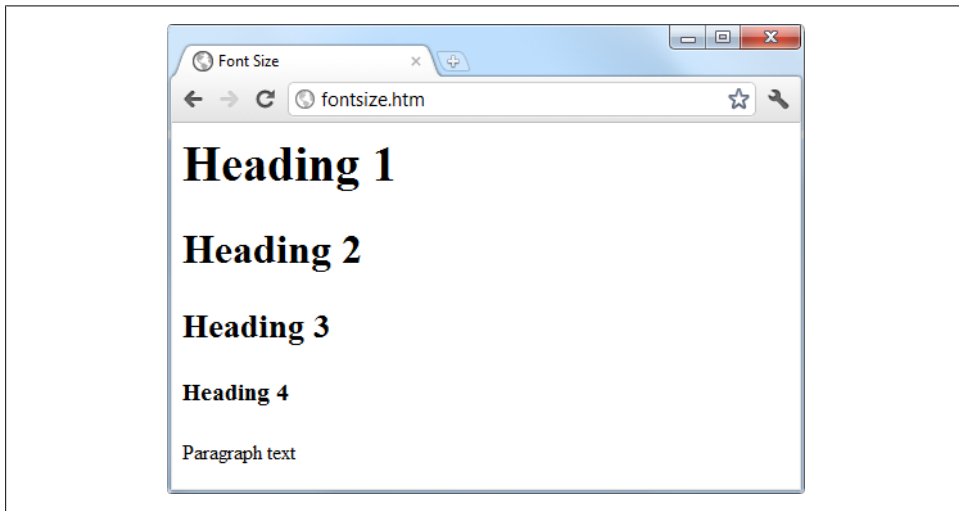 Font Size
fontsize.htm
Heading 1
Heading 2
Heading 3
Heading 4
Paragraph text